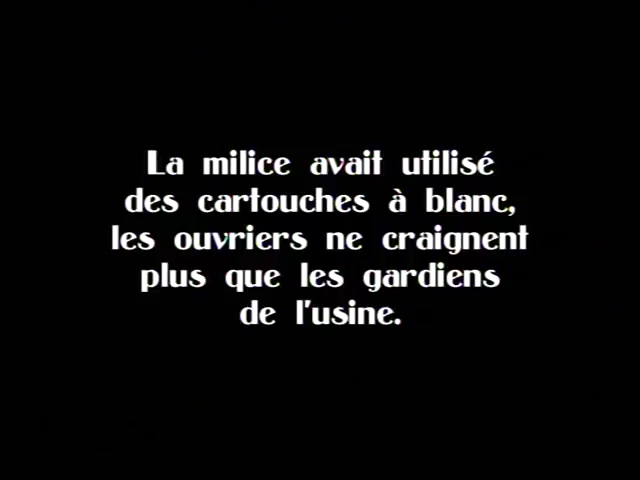 La milice avait utilisé
des cartouches à blanc,
les ouvriers ne craignent
plus que les gardiens
de l'usine.